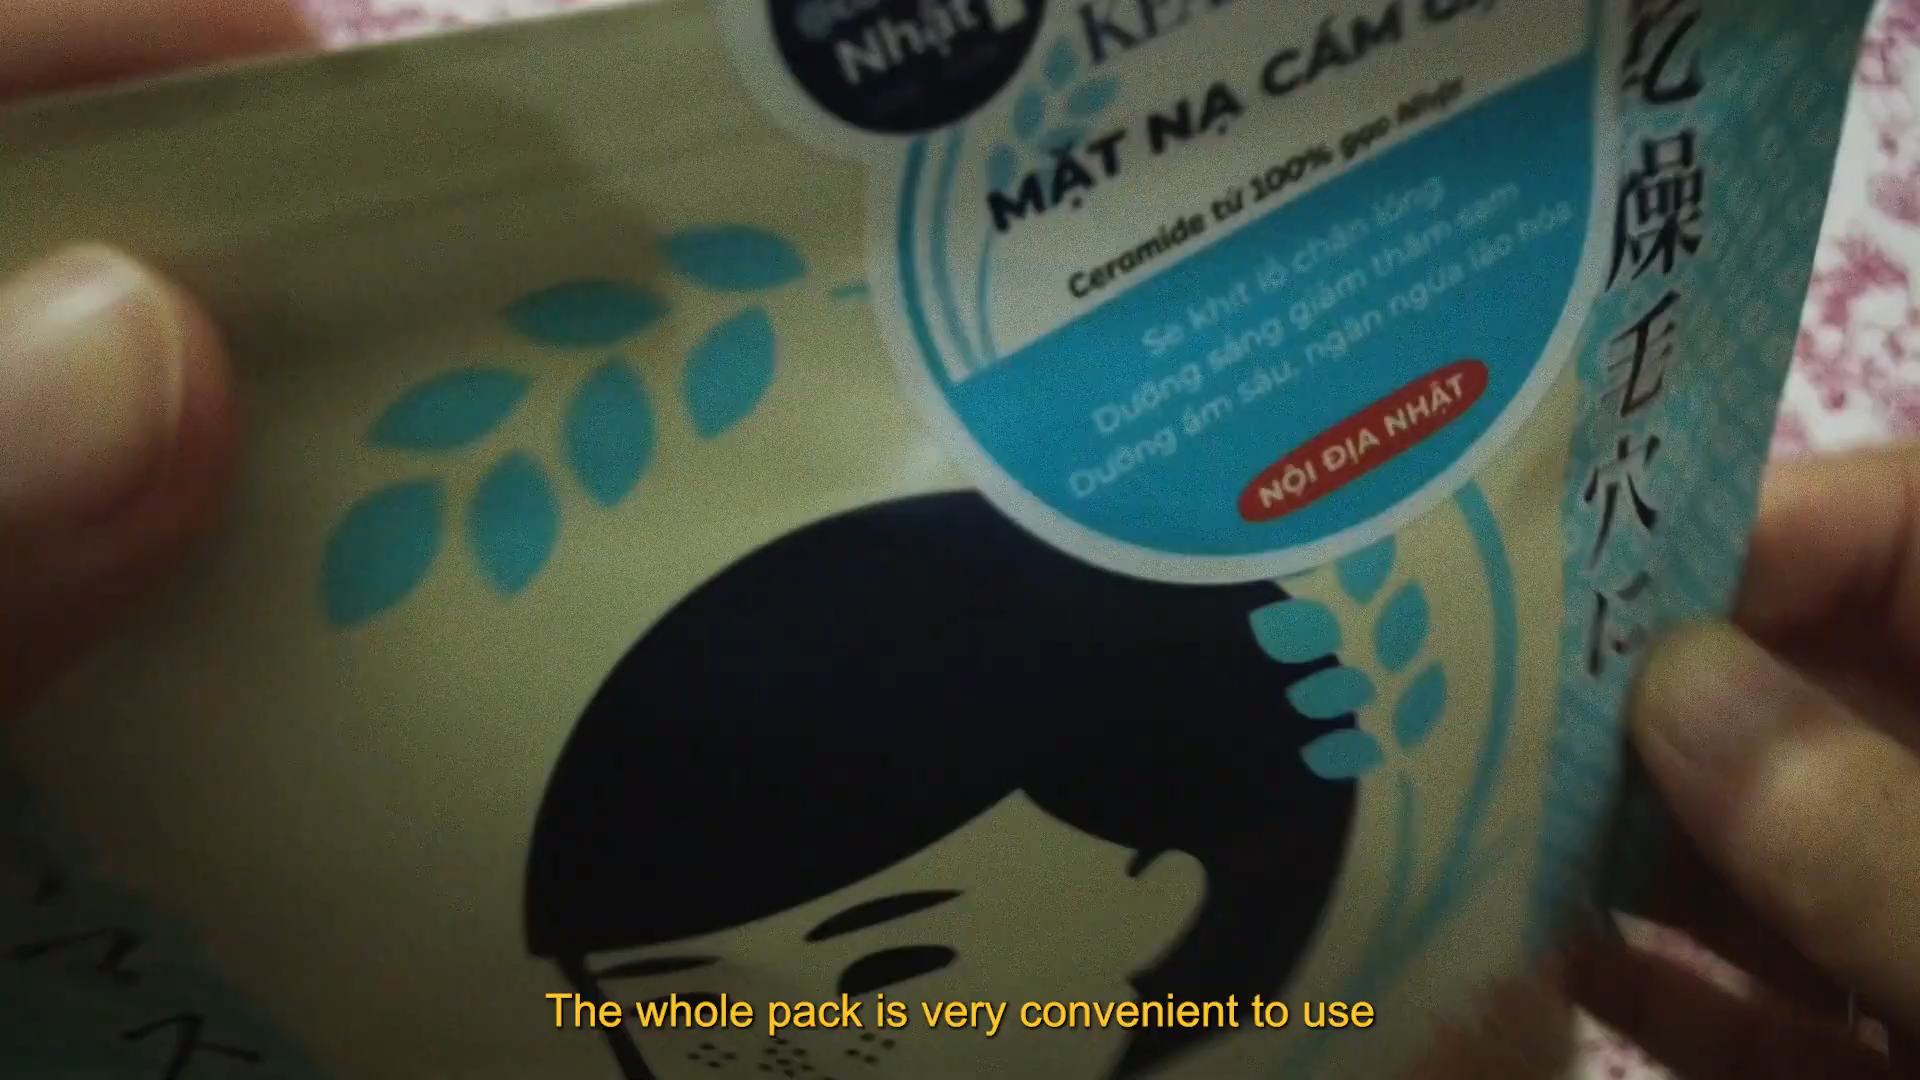 Nhật
MẶT NẠ CÁM
Ceramide từ 100% gạo Nhật
Se khít lỗ chân lông
Dưỡng sáng giảm thâm sạm
Dưỡng ẩm sâu, ngăn ngừa lão hóa
NỘI ĐỊA NHẬT
燥毛穴
The whole pack is very convenient to use